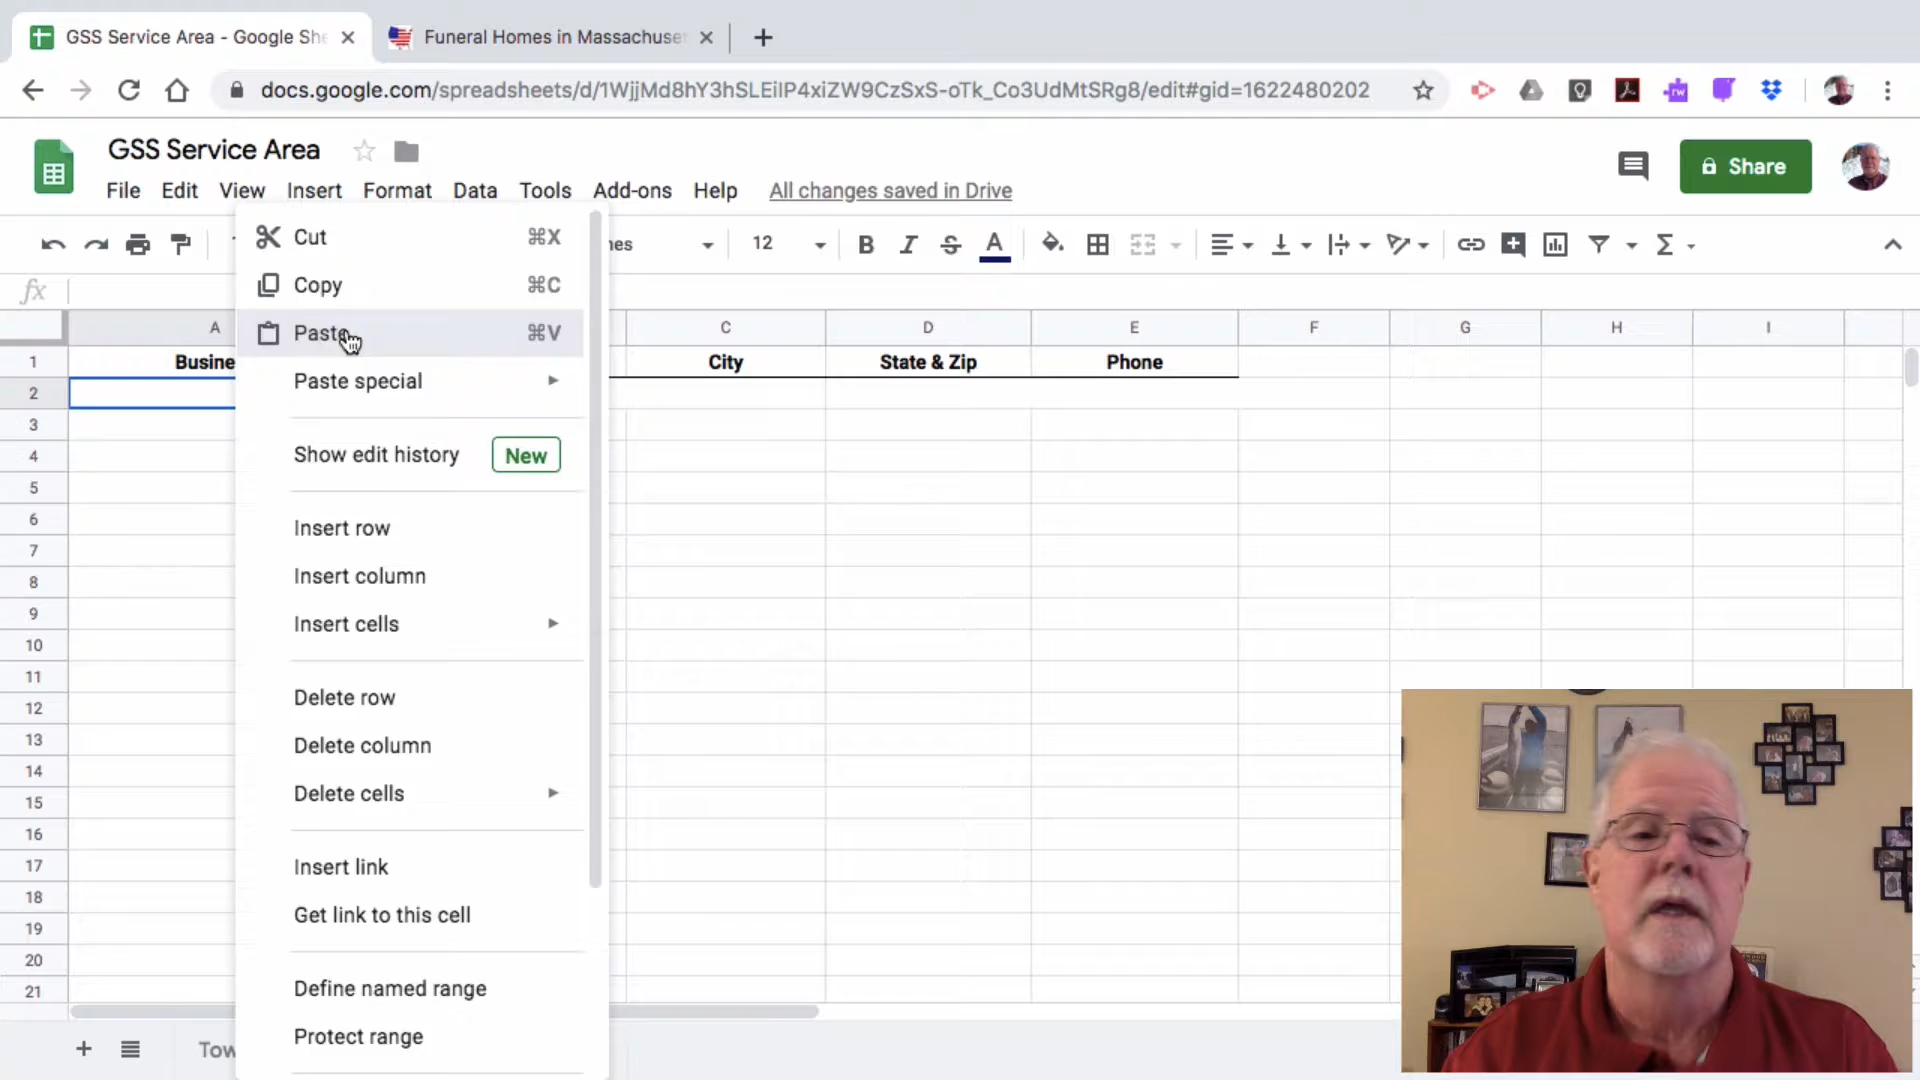 GSS Service Area - Google She
Funeral Homes in Massachuse
docs.google.com/spreadsheets/d/1WjjMd8hY3hSLEiIP4xiZW9CzSxS-oTk_Co3UdMtSRg8/edit#gid=1622480202
rw
GSS Service Area
Share
File Edit View Insert Format Data Tools Add-ons Help All changes saved in Drive
12 B I S A
fx
A C D E F G H I
1 Busine City State & Zip Phone
2
3
4
5
6
7
8
9
10
11
12
13
14
15
16
17
18
19
20
21
Cut ⌘X
Copy ⌘C
Paste ⌘V
Paste special
Show edit history New
Insert row
Insert column
Insert cells
Delete row
Delete column
Delete cells
Insert link
Get link to this cell
Define named range
Protect range
Tow